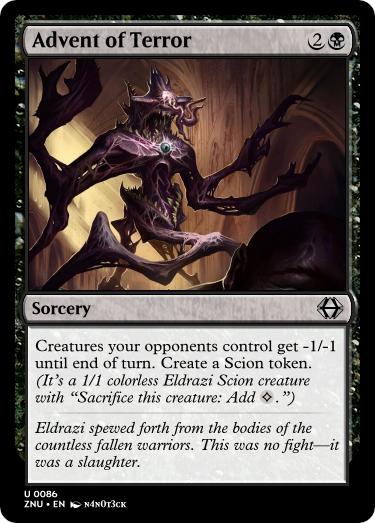 Advent of Terror 2
Sorcery
Creatures your opponents control get -1/-1
until end of turn. Create a Scion token.
(It's a 1/1 colorless Eldrazi Scion creature
with “Sacrifice this creature: Add .”)
Eldrazi spewed forth from the bodies of the
countless fallen warriors. This was no fight—it
was a slaughter.
U 0086
ZNU • EN n4n0t3ck